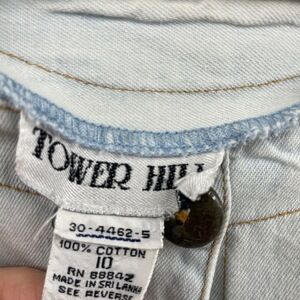 TOWER HILL
30-4462-5
100% COTTON
10
RN 88842
MADE IN SRI LANKA
SEE REVERSE